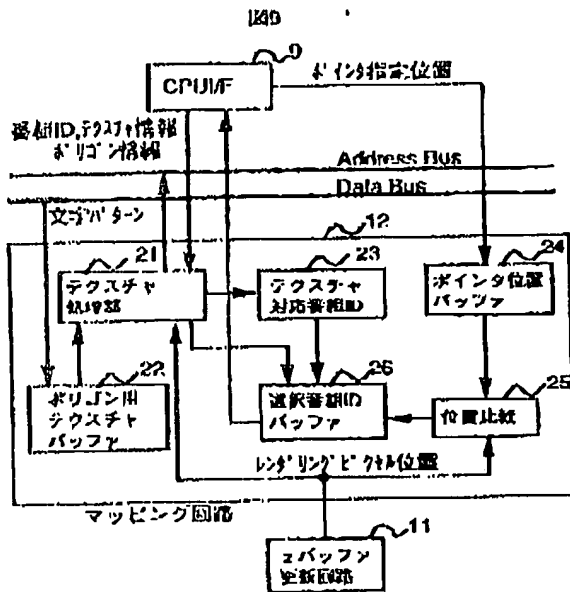 9
CPUI/F
ポインタ指定位置
番組ID,テクスチャ情報
ポリゴン情報
Address Bus
Data Bus
文字パターン
12
21
23
24
テクスチャ
処理部
テクスチャ
対応番組ID
ポインタ位置
バッファ
22
26
25
ポリゴン用
テクスチャ
バッファ
選択番組ID
バッファ
位置比較
レンダリングピクセル位置
マッピング回路
11
zバッファ
更新回路